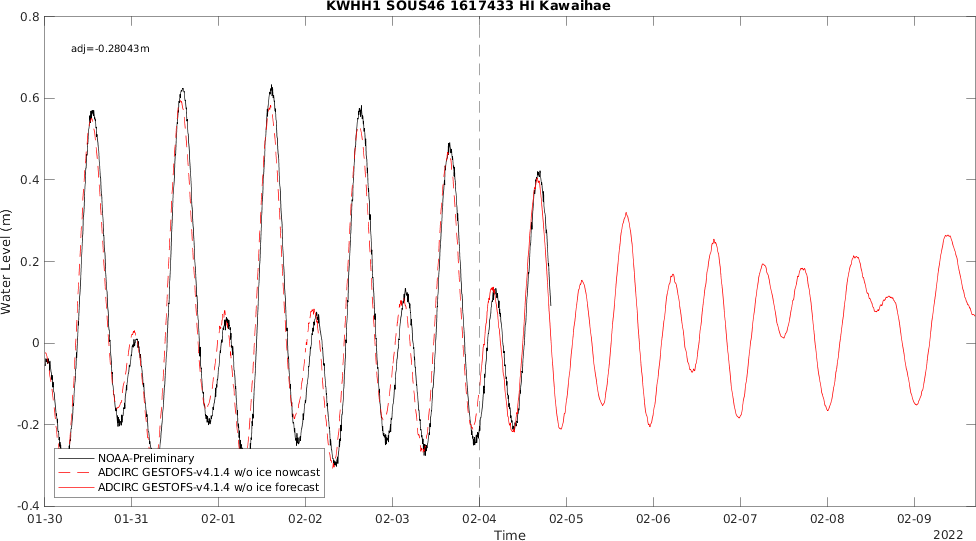 KWHH1 SOUS46 1617433 HI Kawaihae
adj=-0.28043m
0.8
0.6
0.4
0.2
0
-0.2
-0.4
Water Level (m)
NOAA-Preliminary
ADCIRC GESTOFS-v4.1.4 w/o ice nowcast
ADCIRC GESTOFS-v4.1.4 w/o ice forecast
01-30 01-31 02-01 02-02 02-03 02-04 02-05 02-06 02-07 02-08 02-09
Time
2022